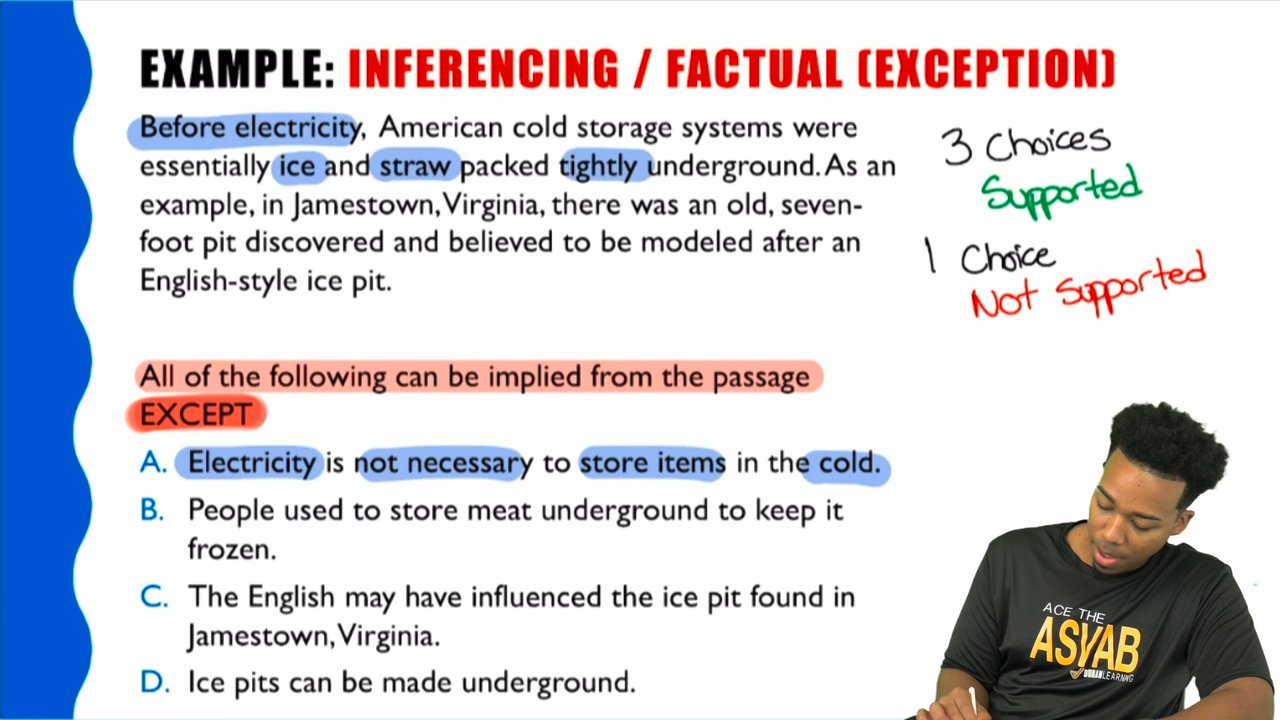 EXAMPLE: INFERENCING / FACTUAL (EXCEPTION)
Before electricity, American cold storage systems were
essentially ice and straw packed tightly underground. As an
example, in Jamestown, Virginia, there was an old, seven-
foot pit discovered and believed to be modeled after an
English-style ice pit.
3 Choices
Supported
1 Choice
Not Supported
All of the following can be implied from the passage
EXCEPT
A. Electricity is not necessary to store items in the cold.
B. People used to store meat underground to keep it
frozen.
C. The English may have influenced the ice pit found in
Jamestown, Virginia.
D. Ice pits can be made underground.
ACE THE
ASVAB
DURAN LEARNING